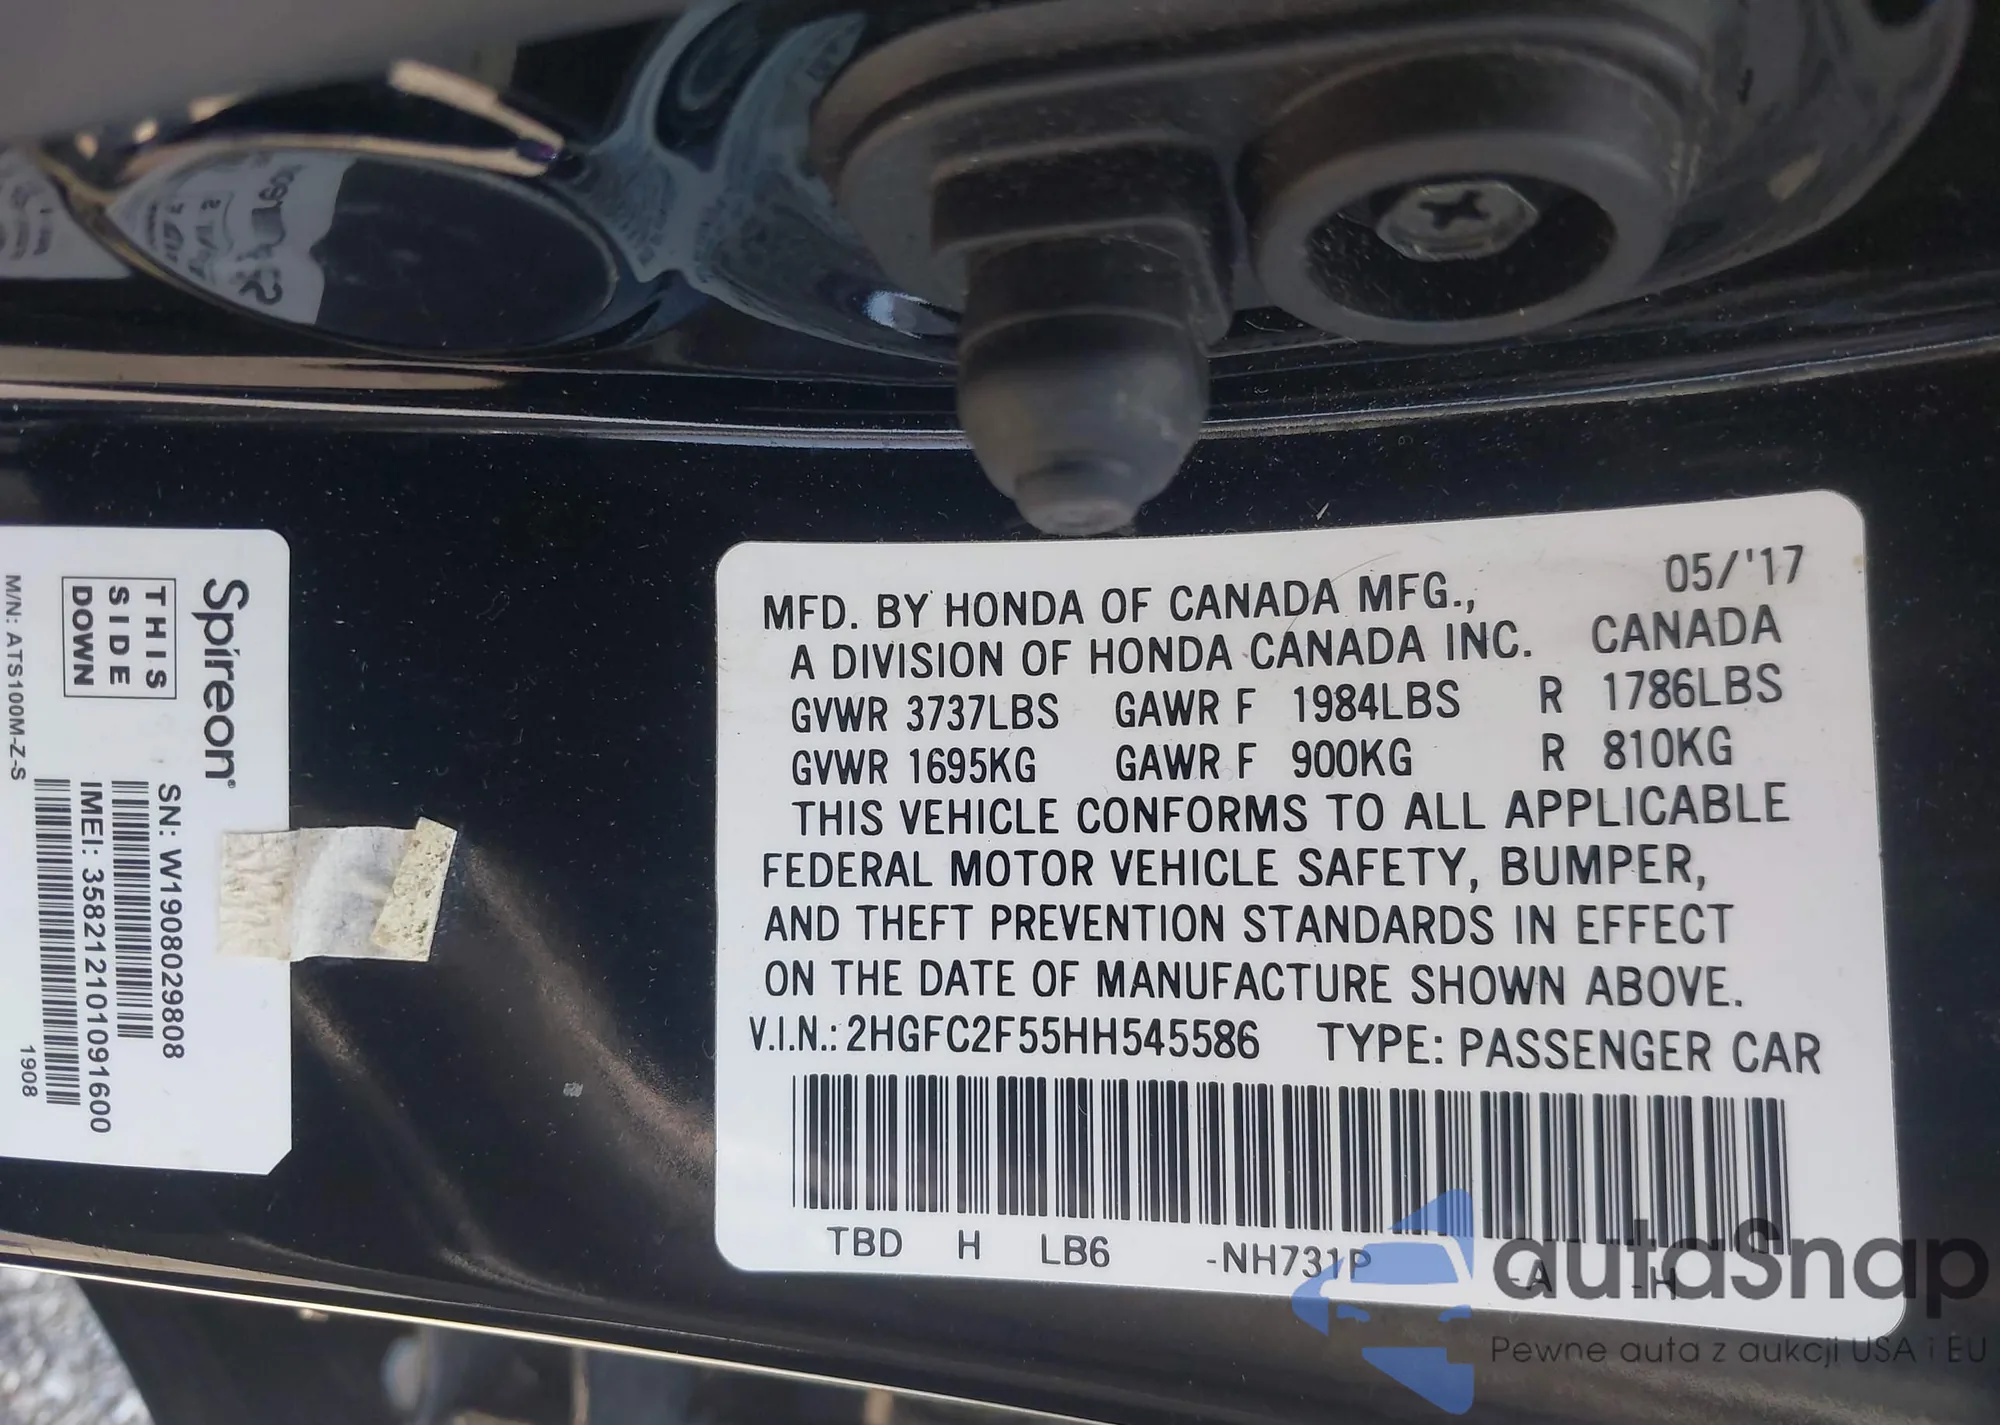 Spireon
THIS
SIDE
DOWN
SN: W190802980​8
IMEI: 358212101091600
M/N: ATS100M-Z-S
1908
05/'17
MFD. BY HONDA OF CANADA MFG.,
A DIVISION OF HONDA CANADA INC. CANADA
GVWR 3737LBS GAWR F 1984LBS R 1786LBS
GVWR 1695KG GAWR F 900KG R 810KG
THIS VEHICLE CONFORMS TO ALL APPLICABLE
FEDERAL MOTOR VEHICLE SAFETY, BUMPER,
AND THEFT PREVENTION STANDARDS IN EFFECT
ON THE DATE OF MANUFACTURE SHOWN ABOVE.
V.I.N.: 2HGFC2F55HH545586 TYPE: PASSENGER CAR
TBD H LB6 -NH731P -A -H
autaSnap
Pewne auta z aukcji USA i EU